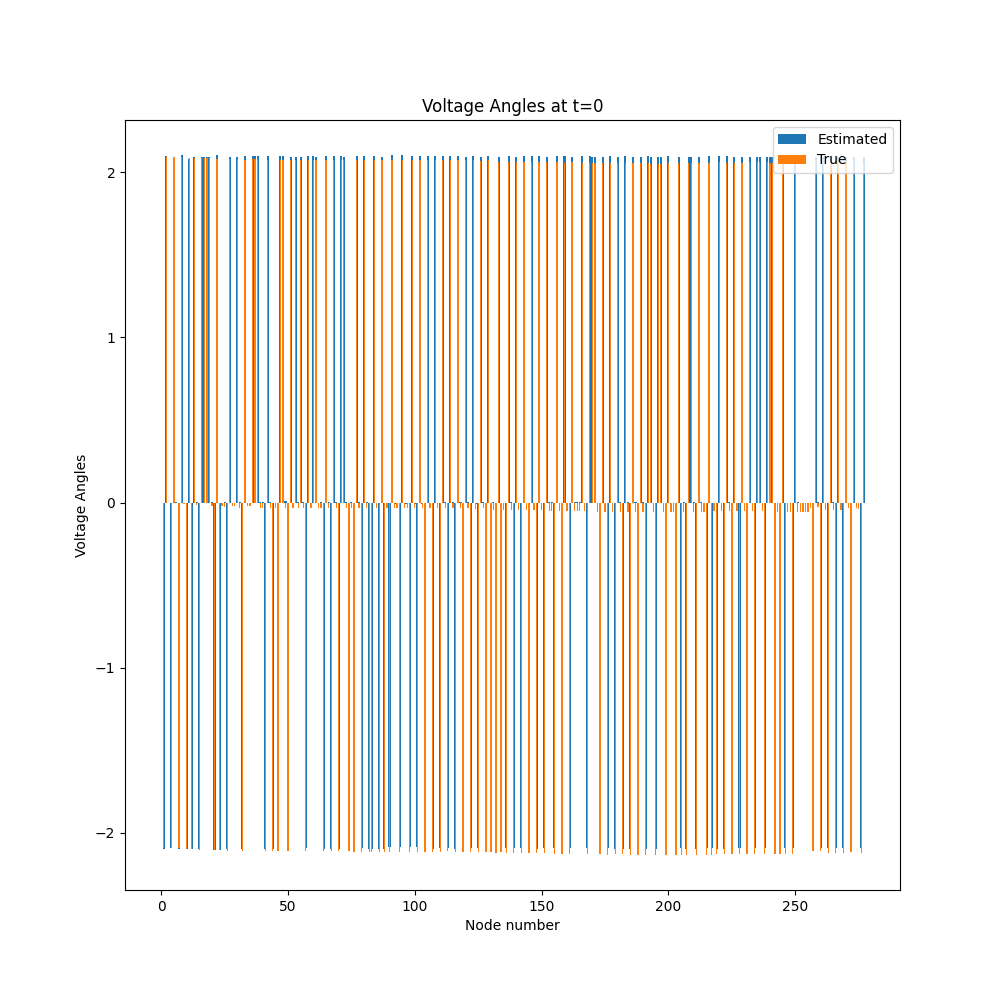 Voltage Angles at t=0
Estimated
True
Voltage Angles
2
1
0
−1
−2
0
50
100
150
200
250
Node number